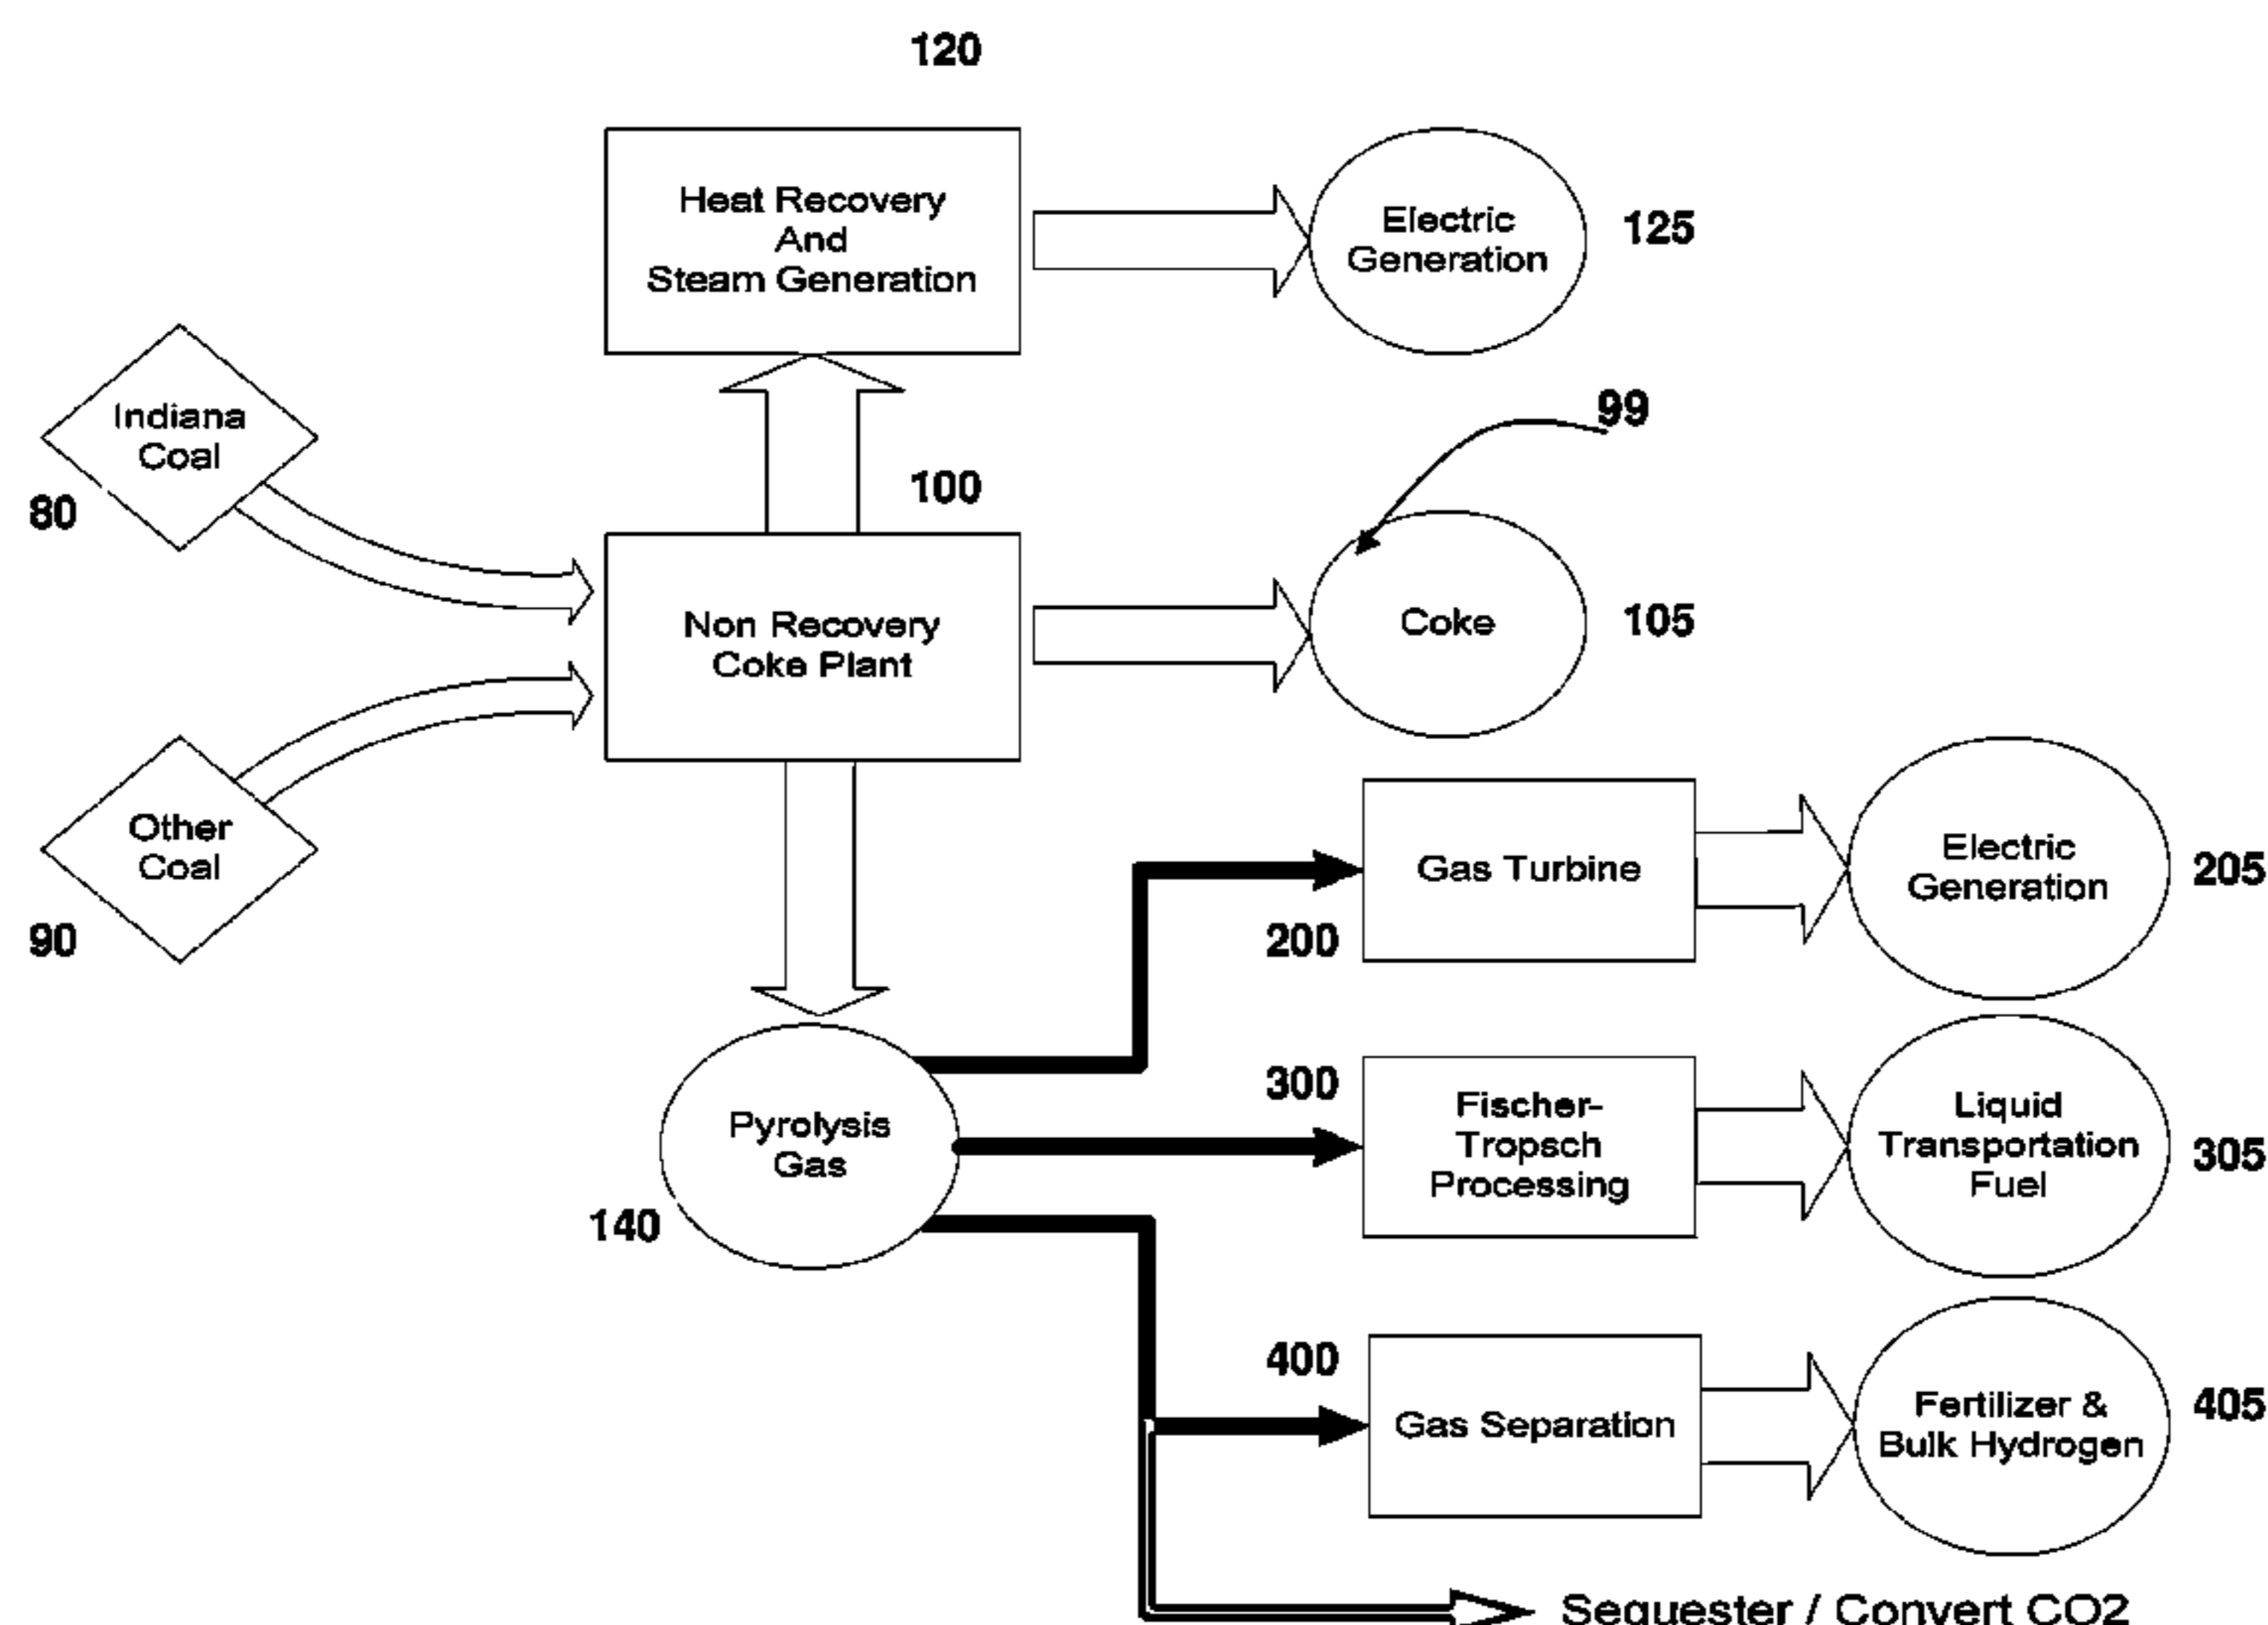 120
Heat Recovery
And
Steam Generation
Electric
Generation
125
Indiana
Coal
80
99
100
Non Recovery
Coke Plant
Coke
105
Other
Coal
90
Gas Turbine
200
Electric
Generation
205
Pyrolysis
Gas
140
300
Fischer-
Tropsch
Processing
Liquid
Transportation
Fuel
305
400
Gas Separation
Fertilizer &
Bulk Hydrogen
405
Sequester / Convert CO2